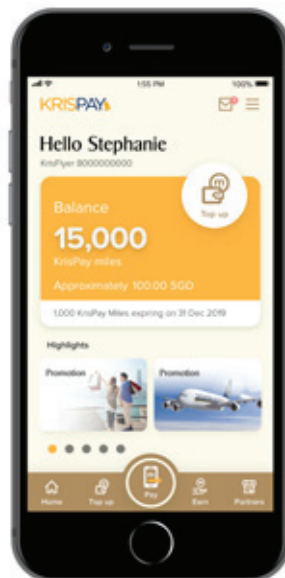 1:55 PM
100%
KRISPAY
Hello Stephanie
KrisFlyer 8000000000
Top up
Balance
15,000
KrisPay miles
Approximately 100.00 SGD
1,000 KrisPay Miles expiring on 31 Dec 2019
Highlights
Promotion
Promotion
Home
Top up
Pay
Earn
Partners